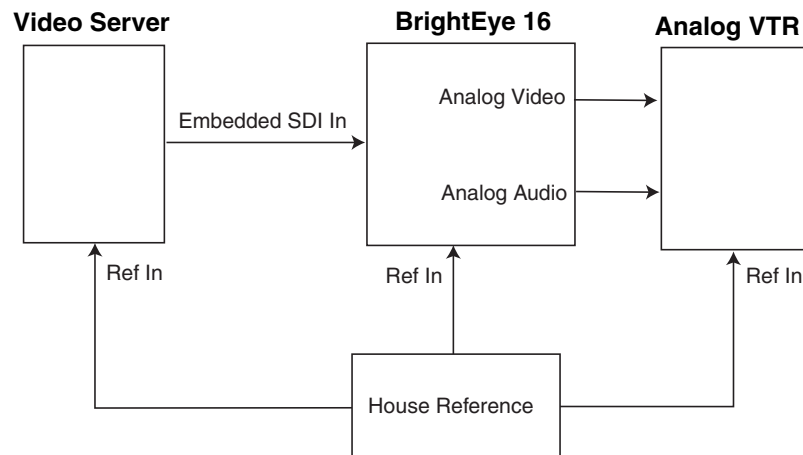 Video Server
BrightEye 16
Analog VTR
Analog Video
Embedded SDI In
Analog Audio
Ref In
Ref In
Ref In
House Reference